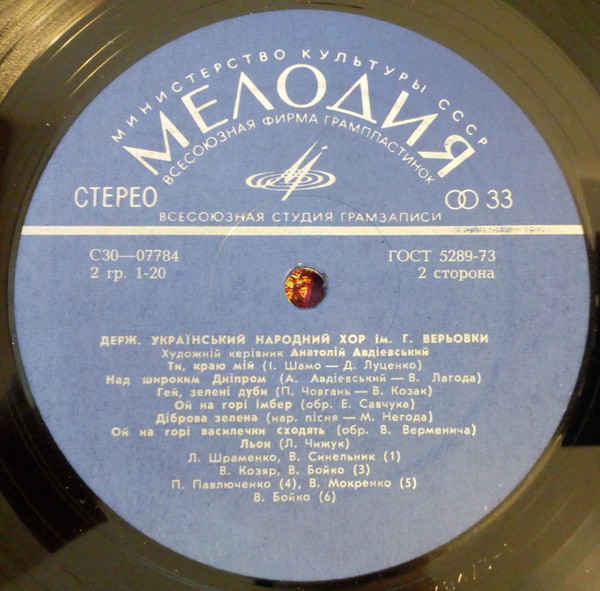 МИНИСТЕРСТВО КУЛЬТУРЫ СССР
МЕЛОДИЯ
ВСЕСОЮЗНАЯ ФИРМА ГРАМПЛАСТИНОК
СТЕРЕО
33
ВСЕСОЮЗНАЯ СТУДИЯ ГРАМЗАПИСИ
С30—07784
ГОСТ 5289-73
2 гр. 1-20
2 сторона
ДЕРЖ. УКРАЇНСЬКИЙ НАРОДНИЙ ХОР ім. Г. ВЕРЬОВКИ
Художній керівник Анатолій Авдієвський
Ти, краю мій (І. Шамо — Д. Луценко)
Над широким Дніпром (А. Авдієвський — В. Лагода)
Гей, зелені дуби (П. Човгань — В. Козак)
Ой на горі імбер (обр. Е. Савчука)
Діброва зелена (нар. пісня — М. Негода)
Ой на горі василечки сходять (обр. В. Верменича)
Льон (Л. Чижук)
Л. Шраменко, В. Синельник (1)
В. Козяр, В. Бойко (3)
П. Павлюченко (4), В. Мокренко (5)
В. Бойко (6)